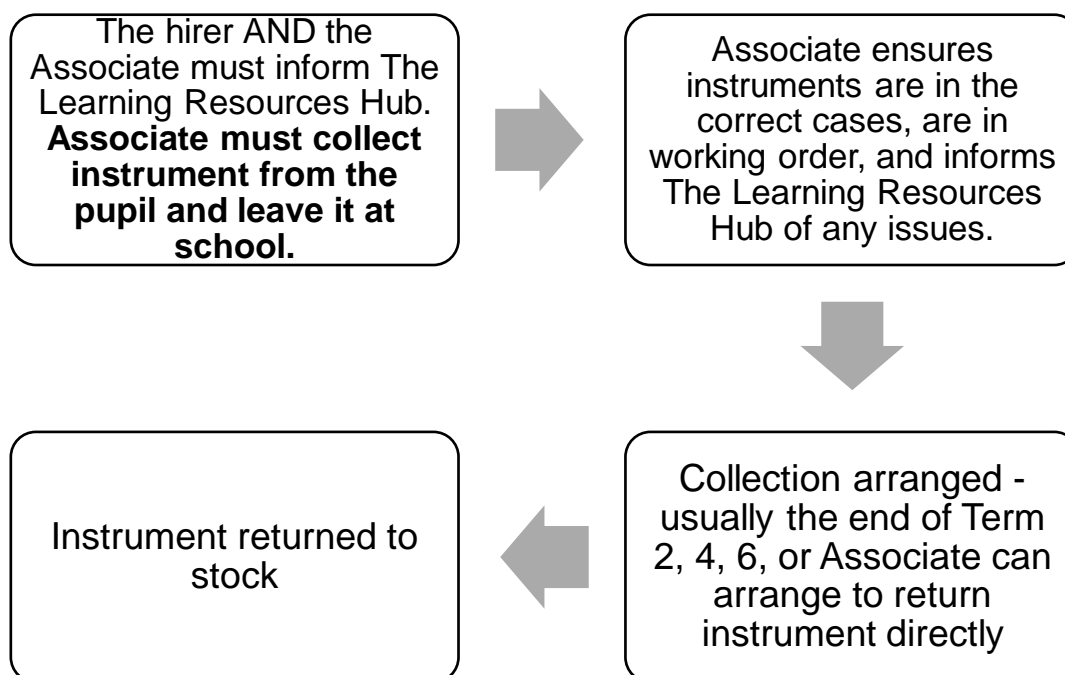 The hirer AND the
Associate must inform The
Learning Resources Hub.
Associate must collect
instrument from the
pupil and leave it at
school.
Associate ensures
instruments are in the
correct cases, are in
working order, and informs
The Learning Resources
Hub of any issues.
Collection arranged -
usually the end of Term
2, 4, 6, or Associate can
arrange to return
instrument directly
Instrument returned to
stock